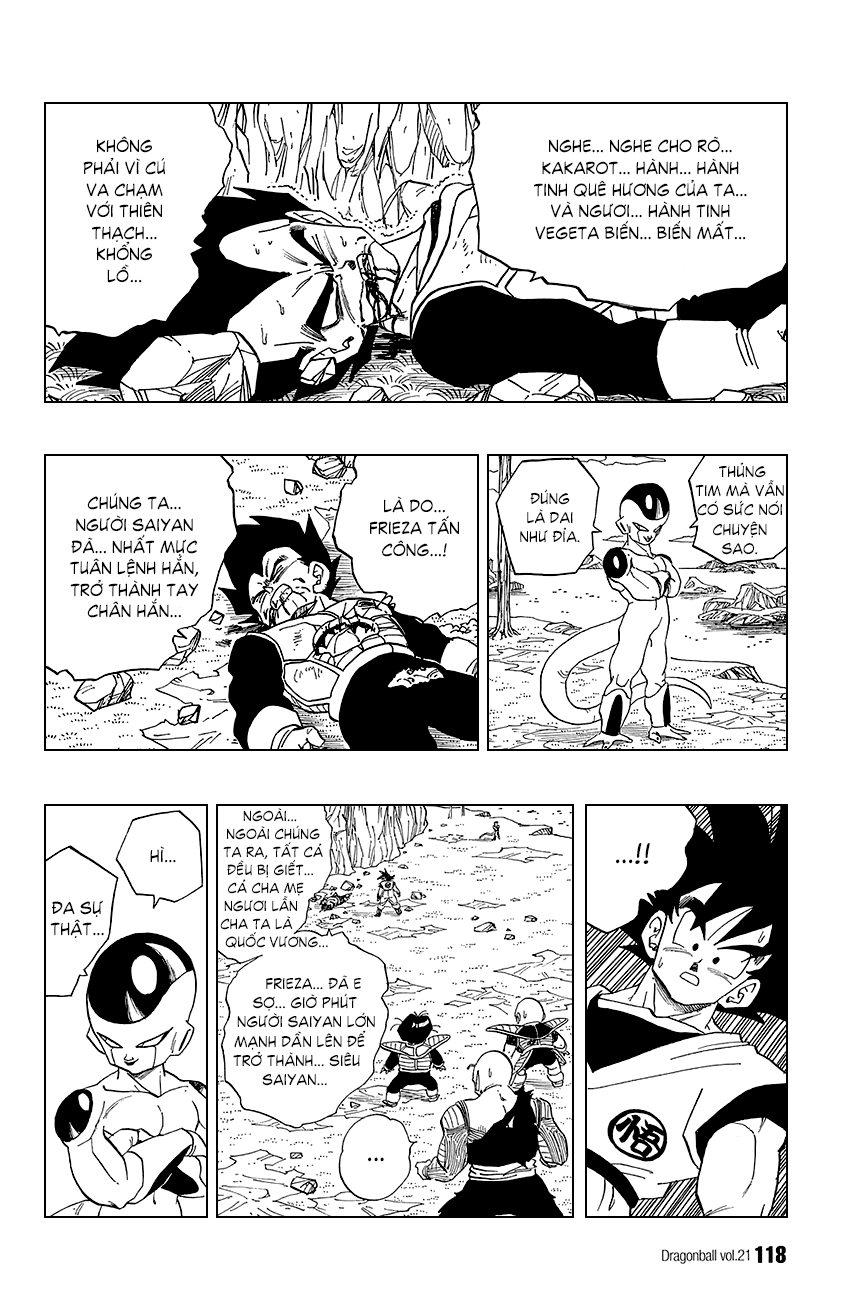 NGHE... NGHE CHO RÕ...
KAKAROT... HÀNH... HÀNH
TINH QUÊ HƯƠNG CỦA TA...
VÀ NGƯƠI... HÀNH TINH
VEGETA BIẾN... BIẾN MẤT...
KHÔNG
PHẢI VÌ CÚ
VA CHẠM
VỚI THIÊN
THẠCH...
KHỔNG
LỒ...
THỦNG
TIM MÀ VẪN
CÓ SỨC NÓI
CHUYỆN
SAO.
ĐÚNG
LÀ DAI
NHƯ ĐỈA.
LÀ DO...
FRIEZA TẤN
CÔNG...!
CHÚNG TA...
NGƯỜI SAIYAN
ĐÃ... NHẤT MỰC
TUÂN LỆNH HẮN,
TRỞ THÀNH TAY
CHÂN HẮN...
...!!
悟
NGOÀI...
NGOÀI CHÚNG
TA RA, TẤT CẢ
ĐỀU BỊ GIẾT...
CẢ CHA MẸ
NGƯƠI LẪN
CHA TA LÀ
QUỐC VƯƠNG...
FRIEZA... ĐÃ E
SỢ... GIỜ PHÚT
NGƯỜI SAIYAN LỚN
MẠNH DẦN LÊN ĐỂ
TRỞ THÀNH... SIÊU
SAIYAN...
...
HÌ...
ĐA SỰ
THẬT...
Dragonball vol.21 118